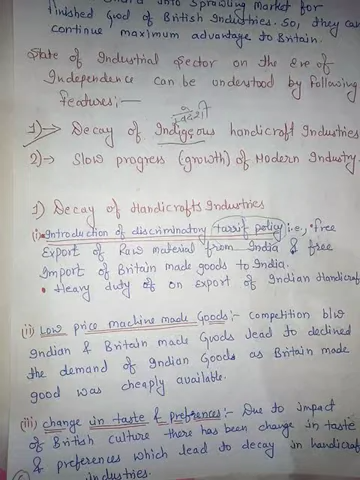 into sprawling market for
finished Good of British Industries. So, they can
continue maximum advantage to Britain.
State of Industrial Sector on the Eve of
Independence can be understood by following
features:—
1)→ Decay of Indigeous handicraft Industries
2)→ Slow progress (growth) of Modern Industry.
1) Decay of Handicrafts Industries
(i) Introduction of discriminatory tarrif policy i.e., • free
Export of Raw material from India & free
Import of Britain made goods to India.
• Heavy duty of on export of Indian Handicraf
(ii) Low price machine made Goods:- competition b/w
Indian & Britain made Goods lead to declined
the demand of Indian Goods as Britain made
good was cheaply available.
(iii) change in taste & prefrences:- Due to impact
of British culture there has been change in taste
& preferences which lead to decay in handicraf
industries.